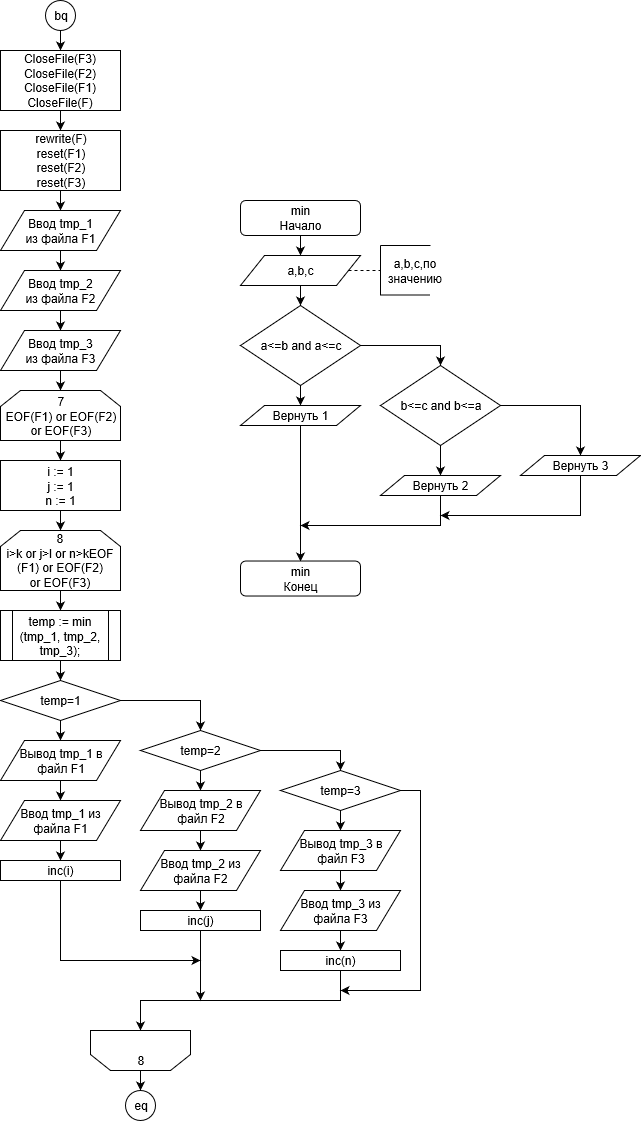 bq
CloseFile(F3)
CloseFile(F2)
CloseFile(F1)
CloseFile(F)
rewrite(F)
reset(F1)
reset(F2)
reset(F3)
Ввод tmp_1
из файла F1
Ввод tmp_2
из файла F2
Ввод tmp_3
из файла F3
7
EOF(F1) or EOF(F2)
or EOF(F3)
i := 1
j := 1
n := 1
8
i>k or j>l or n>kEOF
(F1) or EOF(F2)
or EOF(F3)
temp := min
(tmp_1, tmp_2,
tmp_3);
temp=1
Вывод tmp_1 в
файл F1
Ввод tmp_1 из
файла F1
inc(i)
temp=2
Вывод tmp_2 в
файл F2
Ввод tmp_2 из
файла F2
inc(j)
temp=3
Вывод tmp_3 в
файл F3
Ввод tmp_3 из
файла F3
inc(n)
8
eq
min
Начало
a,b,c
a,b,c,по
значению
a<=b and a<=c
Вернуть 1
b<=c and b<=a
Вернуть 2
Вернуть 3
min
Конец